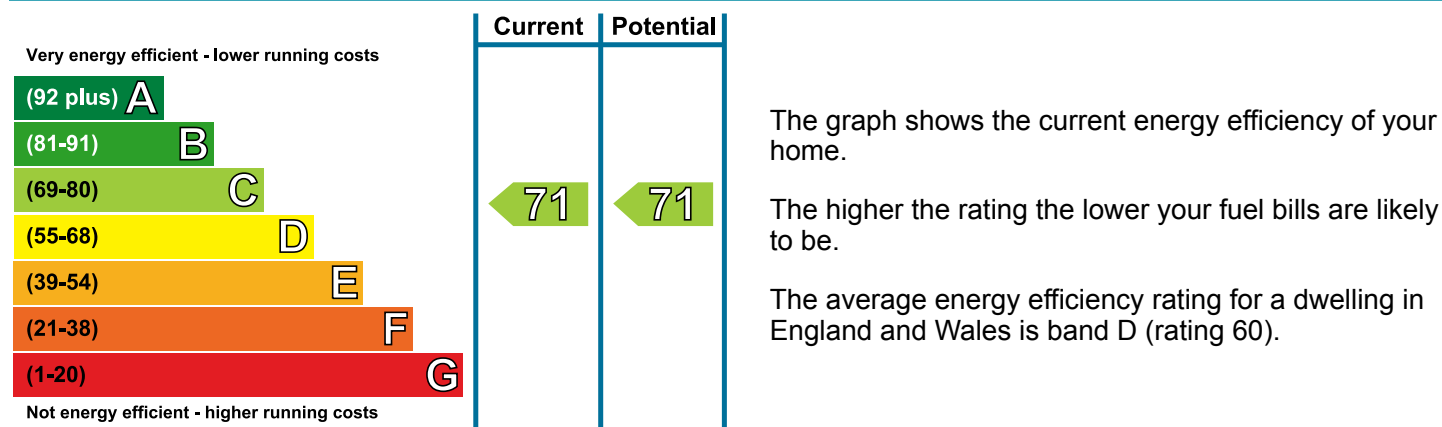 Current Potential
Very energy efficient - lower running costs
(92 plus) A
(81-91) B
(69-80) C
71 71
(55-68) D
(39-54) E
(21-38) F
(1-20) G
Not energy efficient - higher running costs
The graph shows the current energy efficiency of your
home.
The higher the rating the lower your fuel bills are likely
to be.
The average energy efficiency rating for a dwelling in
England and Wales is band D (rating 60).